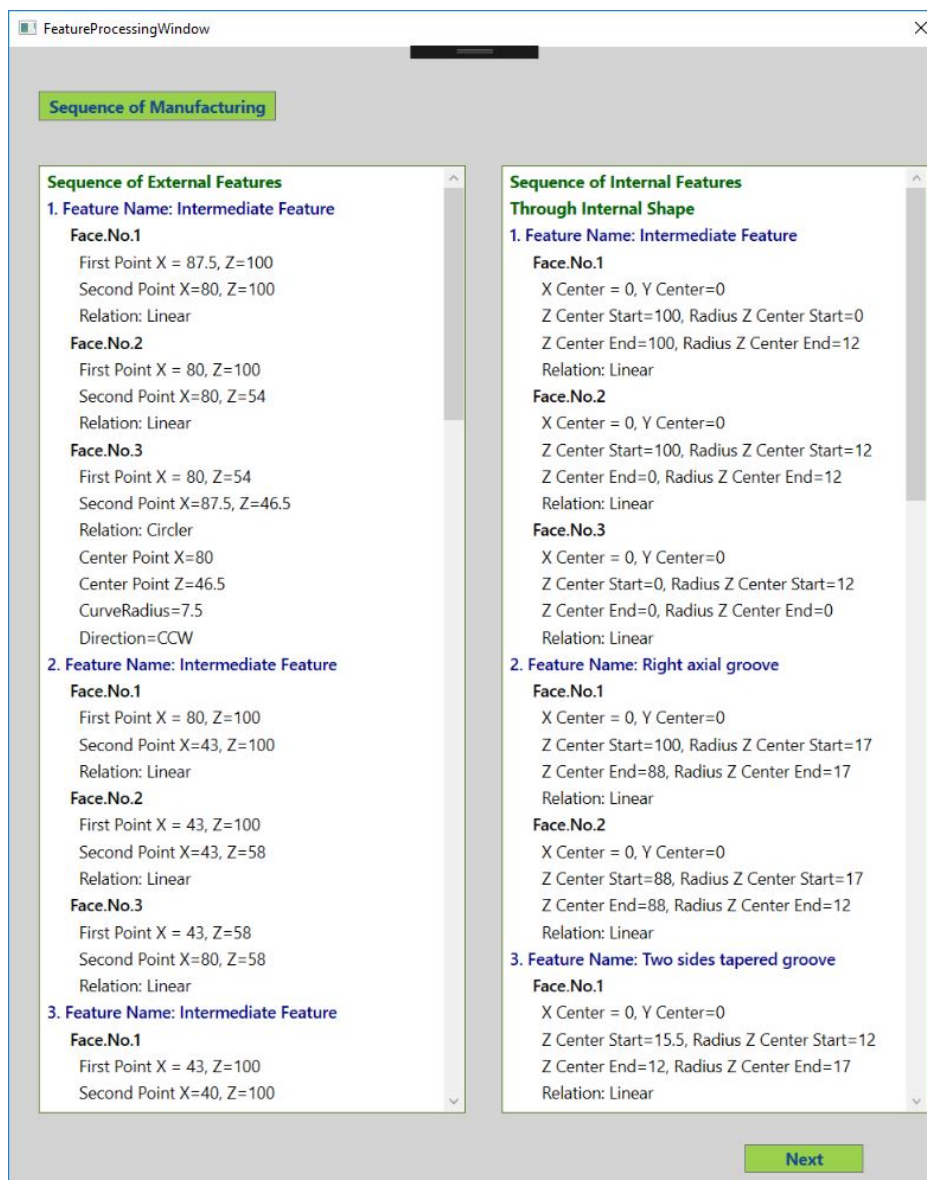 FeatureProcessingWindow
Sequence of Manufacturing
Sequence of External Features
1. Feature Name: Intermediate Feature
Face.No.1
First Point X = 87.5, Z=100
Second Point X=80, Z=100
Relation: Linear
Face.No.2
First Point X = 80, Z=100
Second Point X=80, Z=54
Relation: Linear
Face.No.3
First Point X = 80, Z=54
Second Point X=87.5, Z=46.5
Relation: Circler
Center Point X=80
Center Point Z=46.5
CurveRadius=7.5
Direction=CCW
2. Feature Name: Intermediate Feature
Face.No.1
First Point X = 80, Z=100
Second Point X=43, Z=100
Relation: Linear
Face.No.2
First Point X = 43, Z=100
Second Point X=43, Z=58
Relation: Linear
Face.No.3
First Point X = 43, Z=58
Second Point X=80, Z=58
Relation: Linear
3. Feature Name: Intermediate Feature
Face.No.1
First Point X = 43, Z=100
Second Point X=40, Z=100
Sequence of Internal Features
Through Internal Shape
1. Feature Name: Intermediate Feature
Face.No.1
X Center = 0, Y Center=0
Z Center Start=100, Radius Z Center Start=0
Z Center End=100, Radius Z Center End=12
Relation: Linear
Face.No.2
X Center = 0, Y Center=0
Z Center Start=100, Radius Z Center Start=12
Z Center End=0, Radius Z Center End=12
Relation: Linear
Face.No.3
X Center = 0, Y Center=0
Z Center Start=0, Radius Z Center Start=12
Z Center End=0, Radius Z Center End=0
Relation: Linear
2. Feature Name: Right axial groove
Face.No.1
X Center = 0, Y Center=0
Z Center Start=100, Radius Z Center Start=17
Z Center End=88, Radius Z Center End=17
Relation: Linear
Face.No.2
X Center = 0, Y Center=0
Z Center Start=88, Radius Z Center Start=17
Z Center End=88, Radius Z Center End=12
Relation: Linear
3. Feature Name: Two sides tapered groove
Face.No.1
X Center = 0, Y Center=0
Z Center Start=15.5, Radius Z Center Start=12
Z Center End=12, Radius Z Center End=17
Relation: Linear
Next